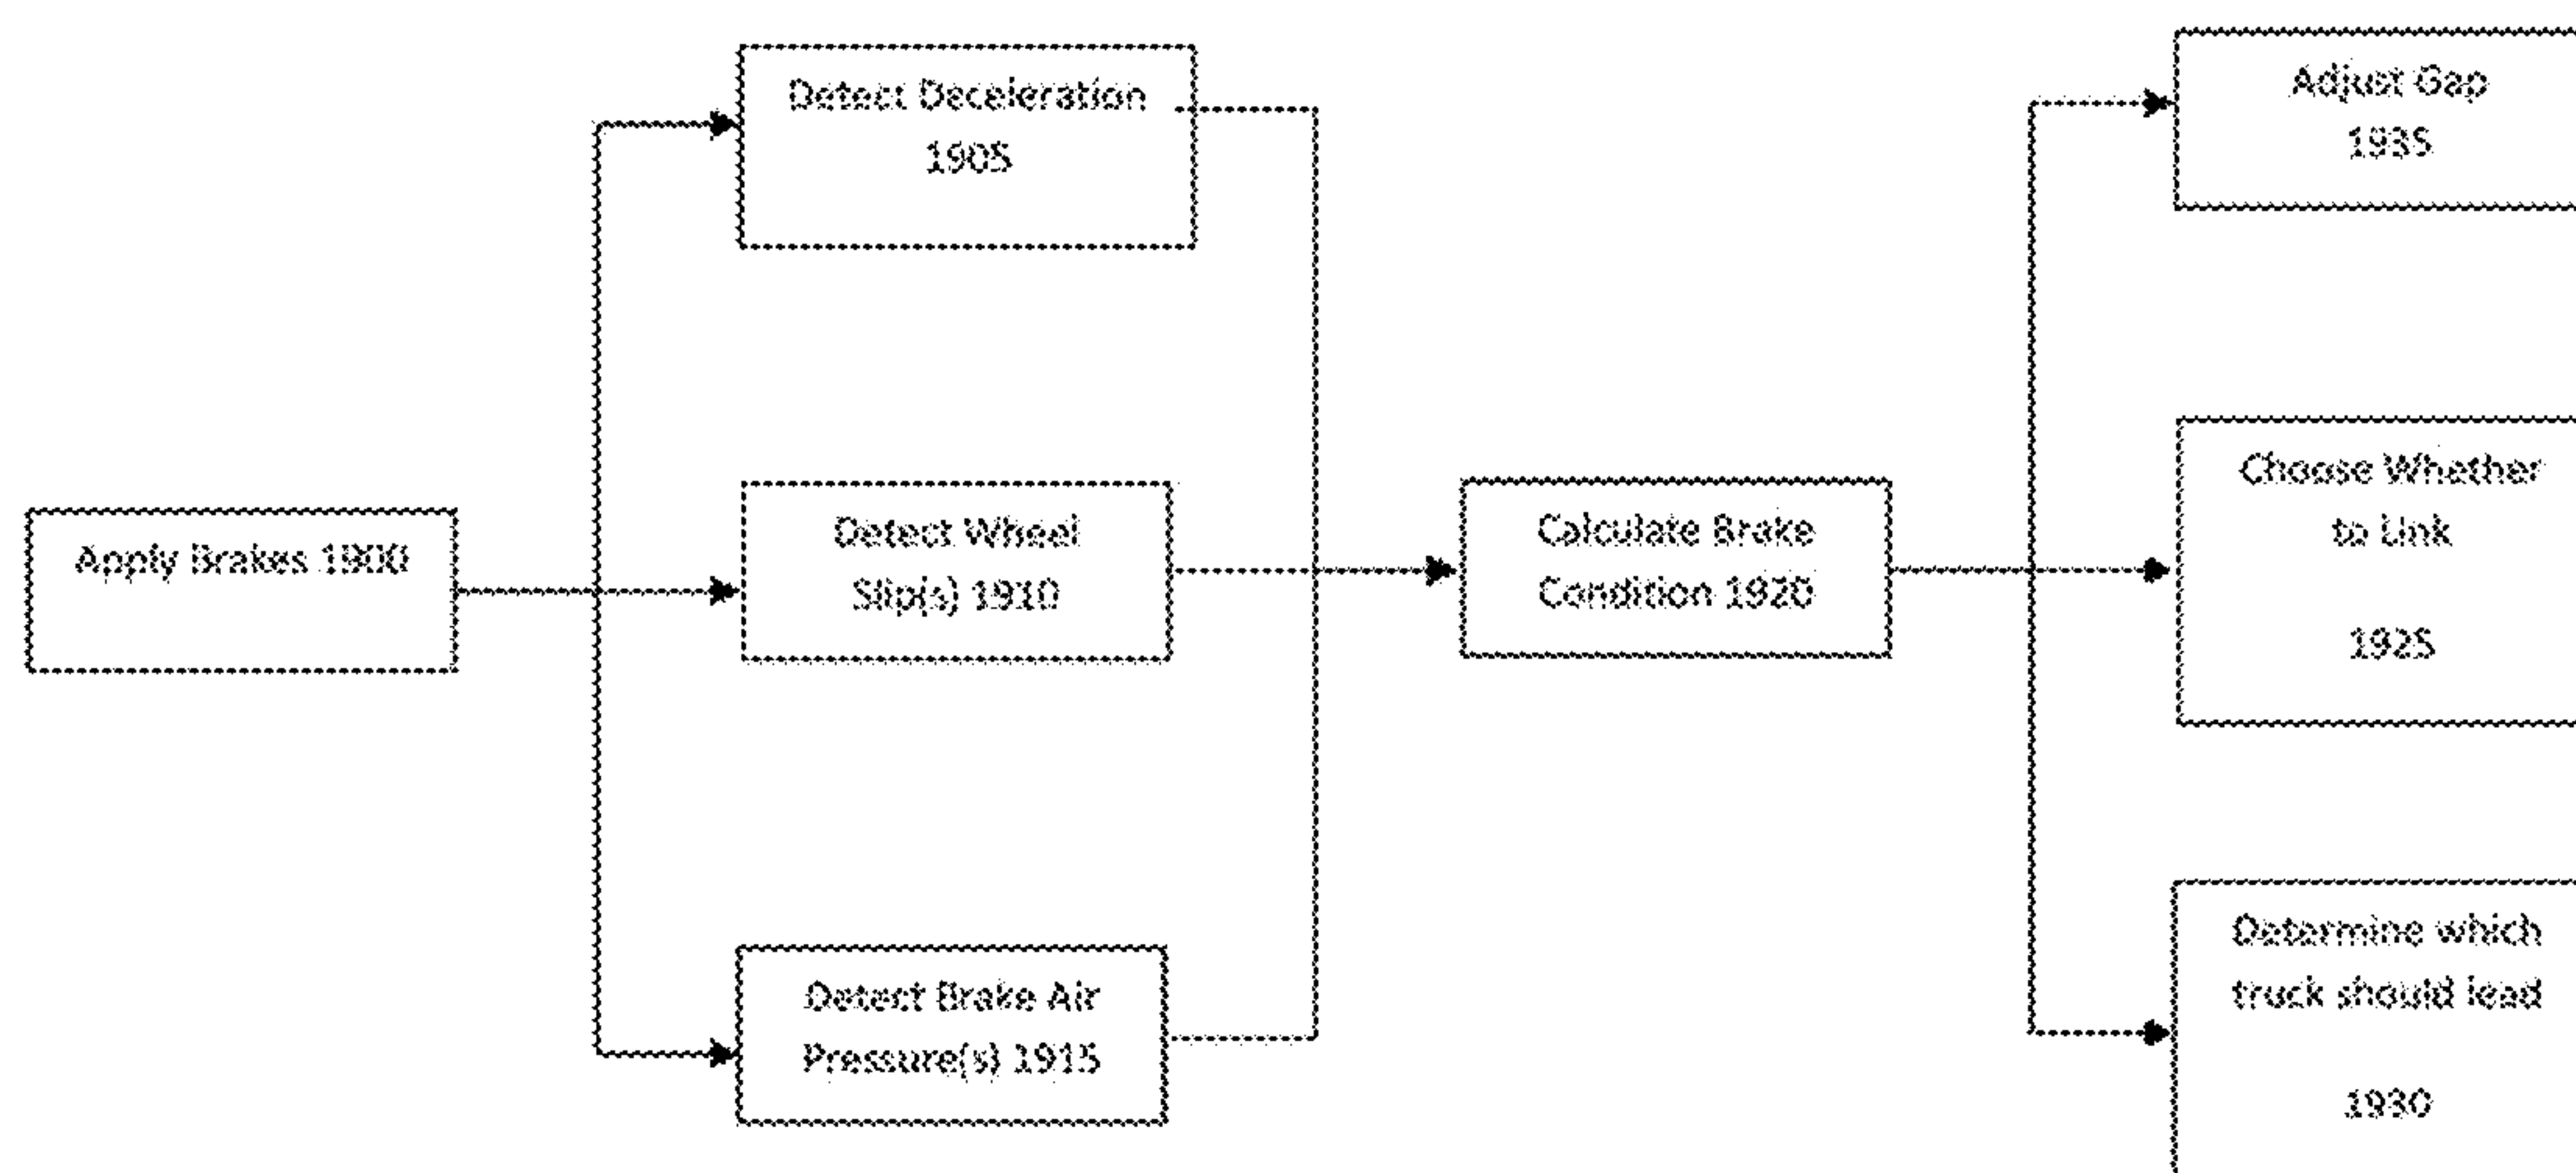 Apply Brakes 1900
Detect Deceleration
1905
Detect Wheel
Slip(s) 1910
Detect Brake Air
Pressure(s) 1915
Calculate Brake
Condition 1920
Adjust Gap
1935
Choose Whether
to Link
1925
Determine which
truck should lead
1930